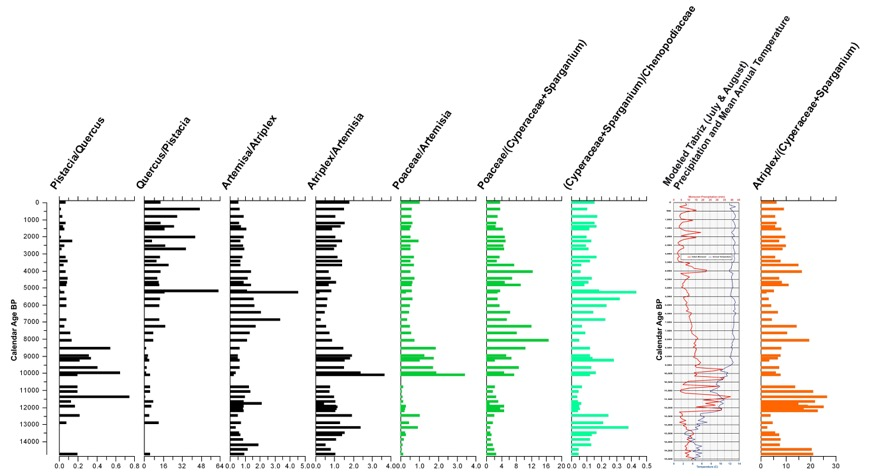 Pistacia/Quercus
Quercus/Pistacia
Artemisa/Atriplex
Atriplex/Artemisia
Poaceae/Artemisia
Poaceae/(Cyperaceae+Sparganium)
(Cyperaceae+Sparganium)/Chenopodiaceae
Modeled Tabriz (July & August)
Precipitation and Mean Annual Temperature
Atriplex/(Cyperaceae+Sparganium)
Calendar Age BP
0
1000
2000
3000
4000
5000
6000
7000
8000
9000
10000
11000
12000
13000
14000
Calendar Age BP
0.0 0.2 0.4 0.6 0.8
0 16 32 48 64
0.0 1.0 2.0 3.0 4.0 5.0
0.0 1.0 2.0 3.0 4.0
0.0 1.0 2.0 3.0 4.0
0 4 8 12 16 20
0.0 0.1 0.2 0.3 0.4 0.5
0 10 20 30